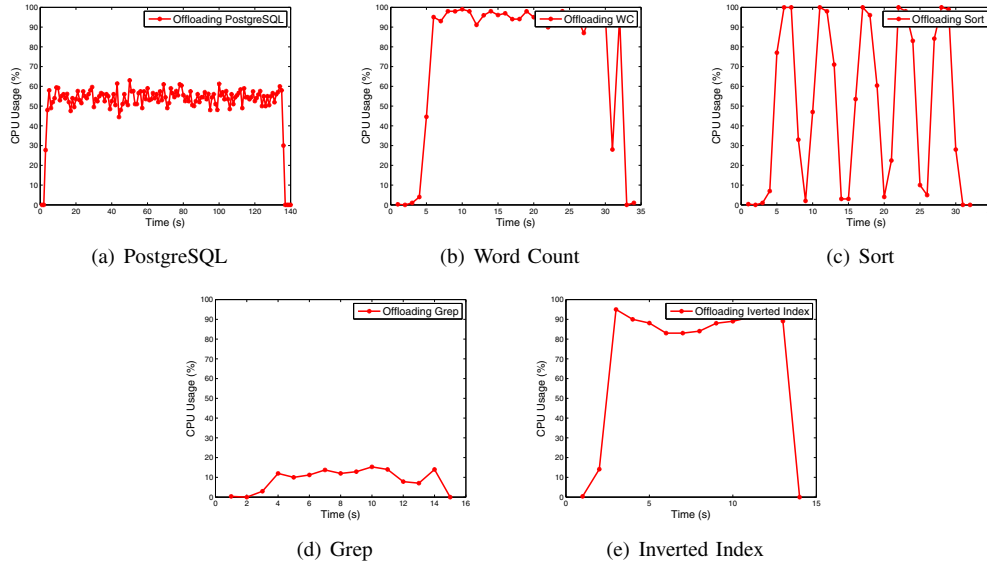 Offloading PostgreSQL
100
90
80
70
60
50
40
30
20
10
0
CPU Usage (%)
0 20 40 60 80 100 120 140
Time (s)
(a) PostgreSQL
Offloading WC
100
90
80
70
60
50
40
30
20
10
0
CPU Usage (%)
0 5 10 15 20 25 30 35
Time (s)
(b) Word Count
Offloading Sort
100
90
80
70
60
50
40
30
20
10
0
CPU Usage (%)
0 5 10 15 20 25 30
Time (s)
(c) Sort
Offloading Grep
100
90
80
70
60
50
40
30
20
10
0
CPU Usage (%)
0 2 4 6 8 10 12 14 16
Time (s)
(d) Grep
Offloading Iverted Index
100
90
80
70
60
50
40
30
20
10
0
CPU Usage (%)
0 5 10 15
Time (s)
(e) Inverted Index